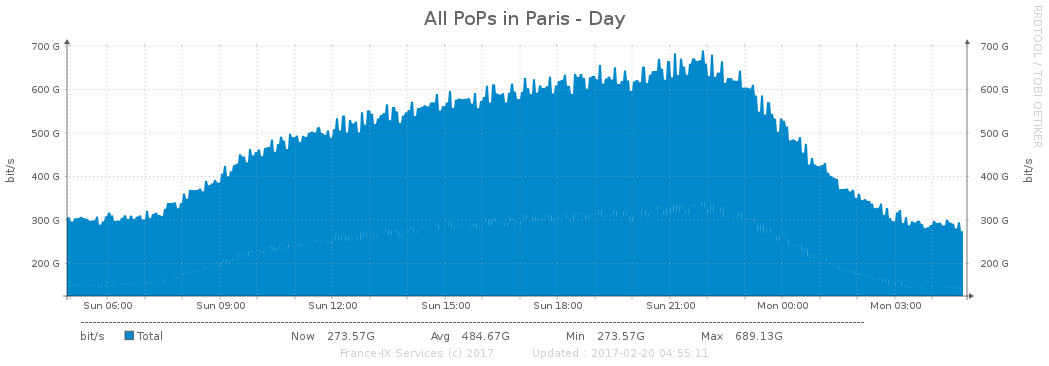 All PoPs in Paris - Day
RRDTOOL / TOBI OETIKER
700 G 700 G
600 G 600 G
500 G 500 G
400 G 400 G
300 G 300 G
200 G 200 G
bit/s bit/s
Sun 06:00 Sun 09:00 Sun 12:00 Sun 15:00 Sun 18:00 Sun 21:00 Mon 00:00 Mon 03:00
bit/s Total Now 273.57G Avg 484.67G Min 273.57G Max 689.13G
France-IX Services (c) 2017 Updated : 2017-02-20 04:55:11